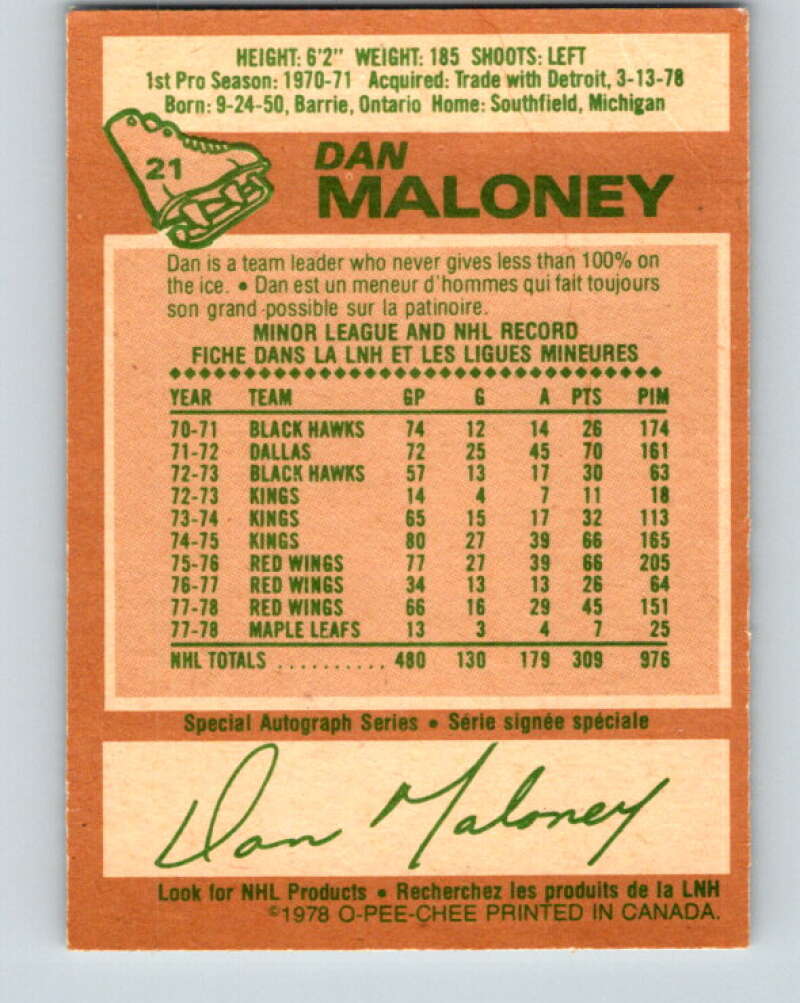 HEIGHT: 6'2" WEIGHT: 185 SHOOTS: LEFT
1st Pro Season: 1970-71 Acquired: Trade with Detroit, 3-13-78
Born: 9-24-50, Barrie, Ontario Home: Southfield, Michigan
21
DAN
MALONEY
Dan is a team leader who never gives less than 100% on
the ice. • Dan est un meneur d'hommes qui fait toujours
son grand possible sur la patinoire.
MINOR LEAGUE AND NHL RECORD
FICHE DANS LA LNH ET LES LIGUES MINEURES
YEAR TEAM GP G A PTS PIM
70-71 BLACK HAWKS 74 12 14 26 174
71-72 DALLAS 72 25 45 70 161
72-73 BLACK HAWKS 57 13 17 30 63
72-73 KINGS 14 4 7 11 18
73-74 KINGS 65 15 17 32 113
74-75 KINGS 80 27 39 66 165
75-76 RED WINGS 77 27 39 66 205
76-77 RED WINGS 34 13 13 26 64
77-78 RED WINGS 66 16 29 45 151
77-78 MAPLE LEAFS 13 3 4 7 25
NHL TOTALS .......... 480 130 179 309 976
Special Autograph Series • Série signée spéciale
Dan Maloney
Look for NHL Products • Recherchez les produits de la LNH
©1978 O-PEE-CHEE PRINTED IN CANADA.